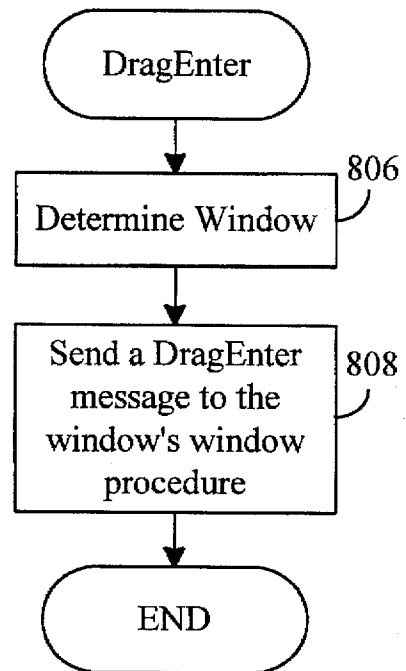 DragEnter
806
Determine Window
808
Send a DragEnter
message to the
window's window
procedure
END